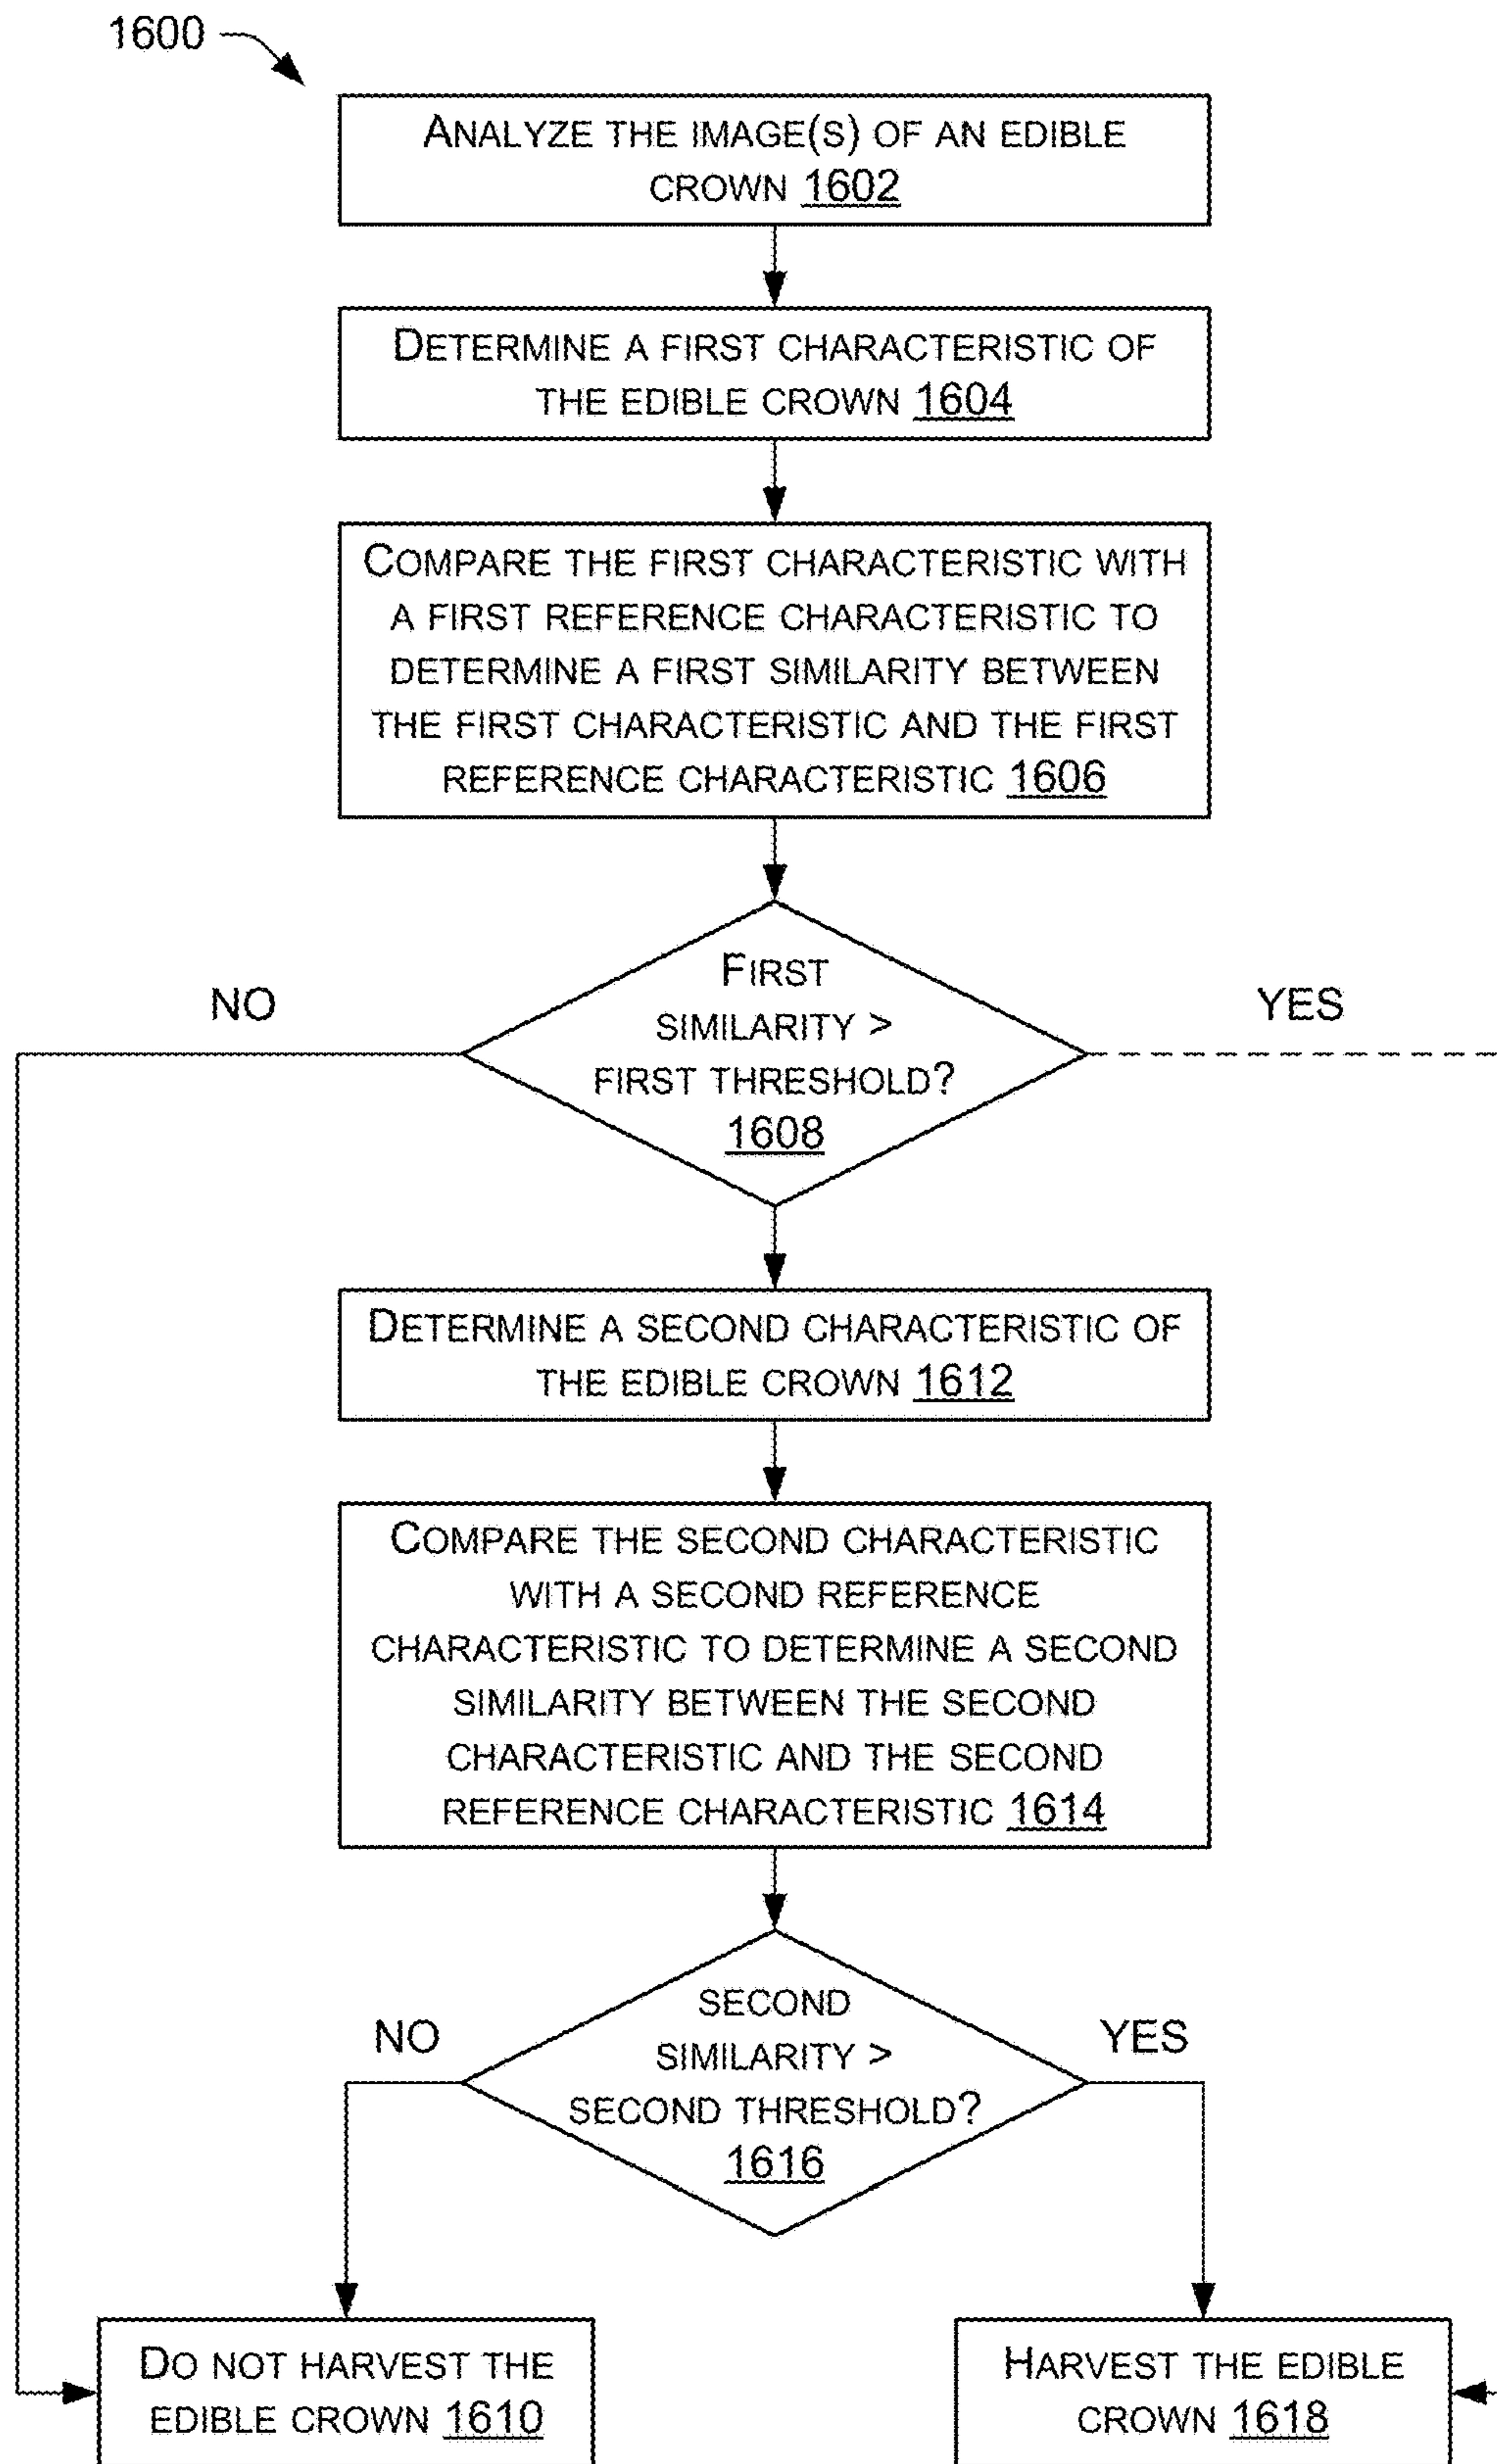 1600
ANALYZE THE IMAGE(S) OF AN EDIBLE
CROWN 1602
DETERMINE A FIRST CHARACTERISTIC OF
THE EDIBLE CROWN 1604
COMPARE THE FIRST CHARACTERISTIC WITH
A FIRST REFERENCE CHARACTERISTIC TO
DETERMINE A FIRST SIMILARITY BETWEEN
THE FIRST CHARACTERISTIC AND THE FIRST
REFERENCE CHARACTERISTIC 1606
NO
YES
FIRST
SIMILARITY >
FIRST THRESHOLD?
1608
DETERMINE A SECOND CHARACTERISTIC OF
THE EDIBLE CROWN 1612
COMPARE THE SECOND CHARACTERISTIC
WITH A SECOND REFERENCE
CHARACTERISTIC TO DETERMINE A SECOND
SIMILARITY BETWEEN THE SECOND
CHARACTERISTIC AND THE SECOND
REFERENCE CHARACTERISTIC 1614
NO
YES
SECOND
SIMILARITY >
SECOND THRESHOLD?
1616
DO NOT HARVEST THE
EDIBLE CROWN 1610
HARVEST THE EDIBLE
CROWN 1618